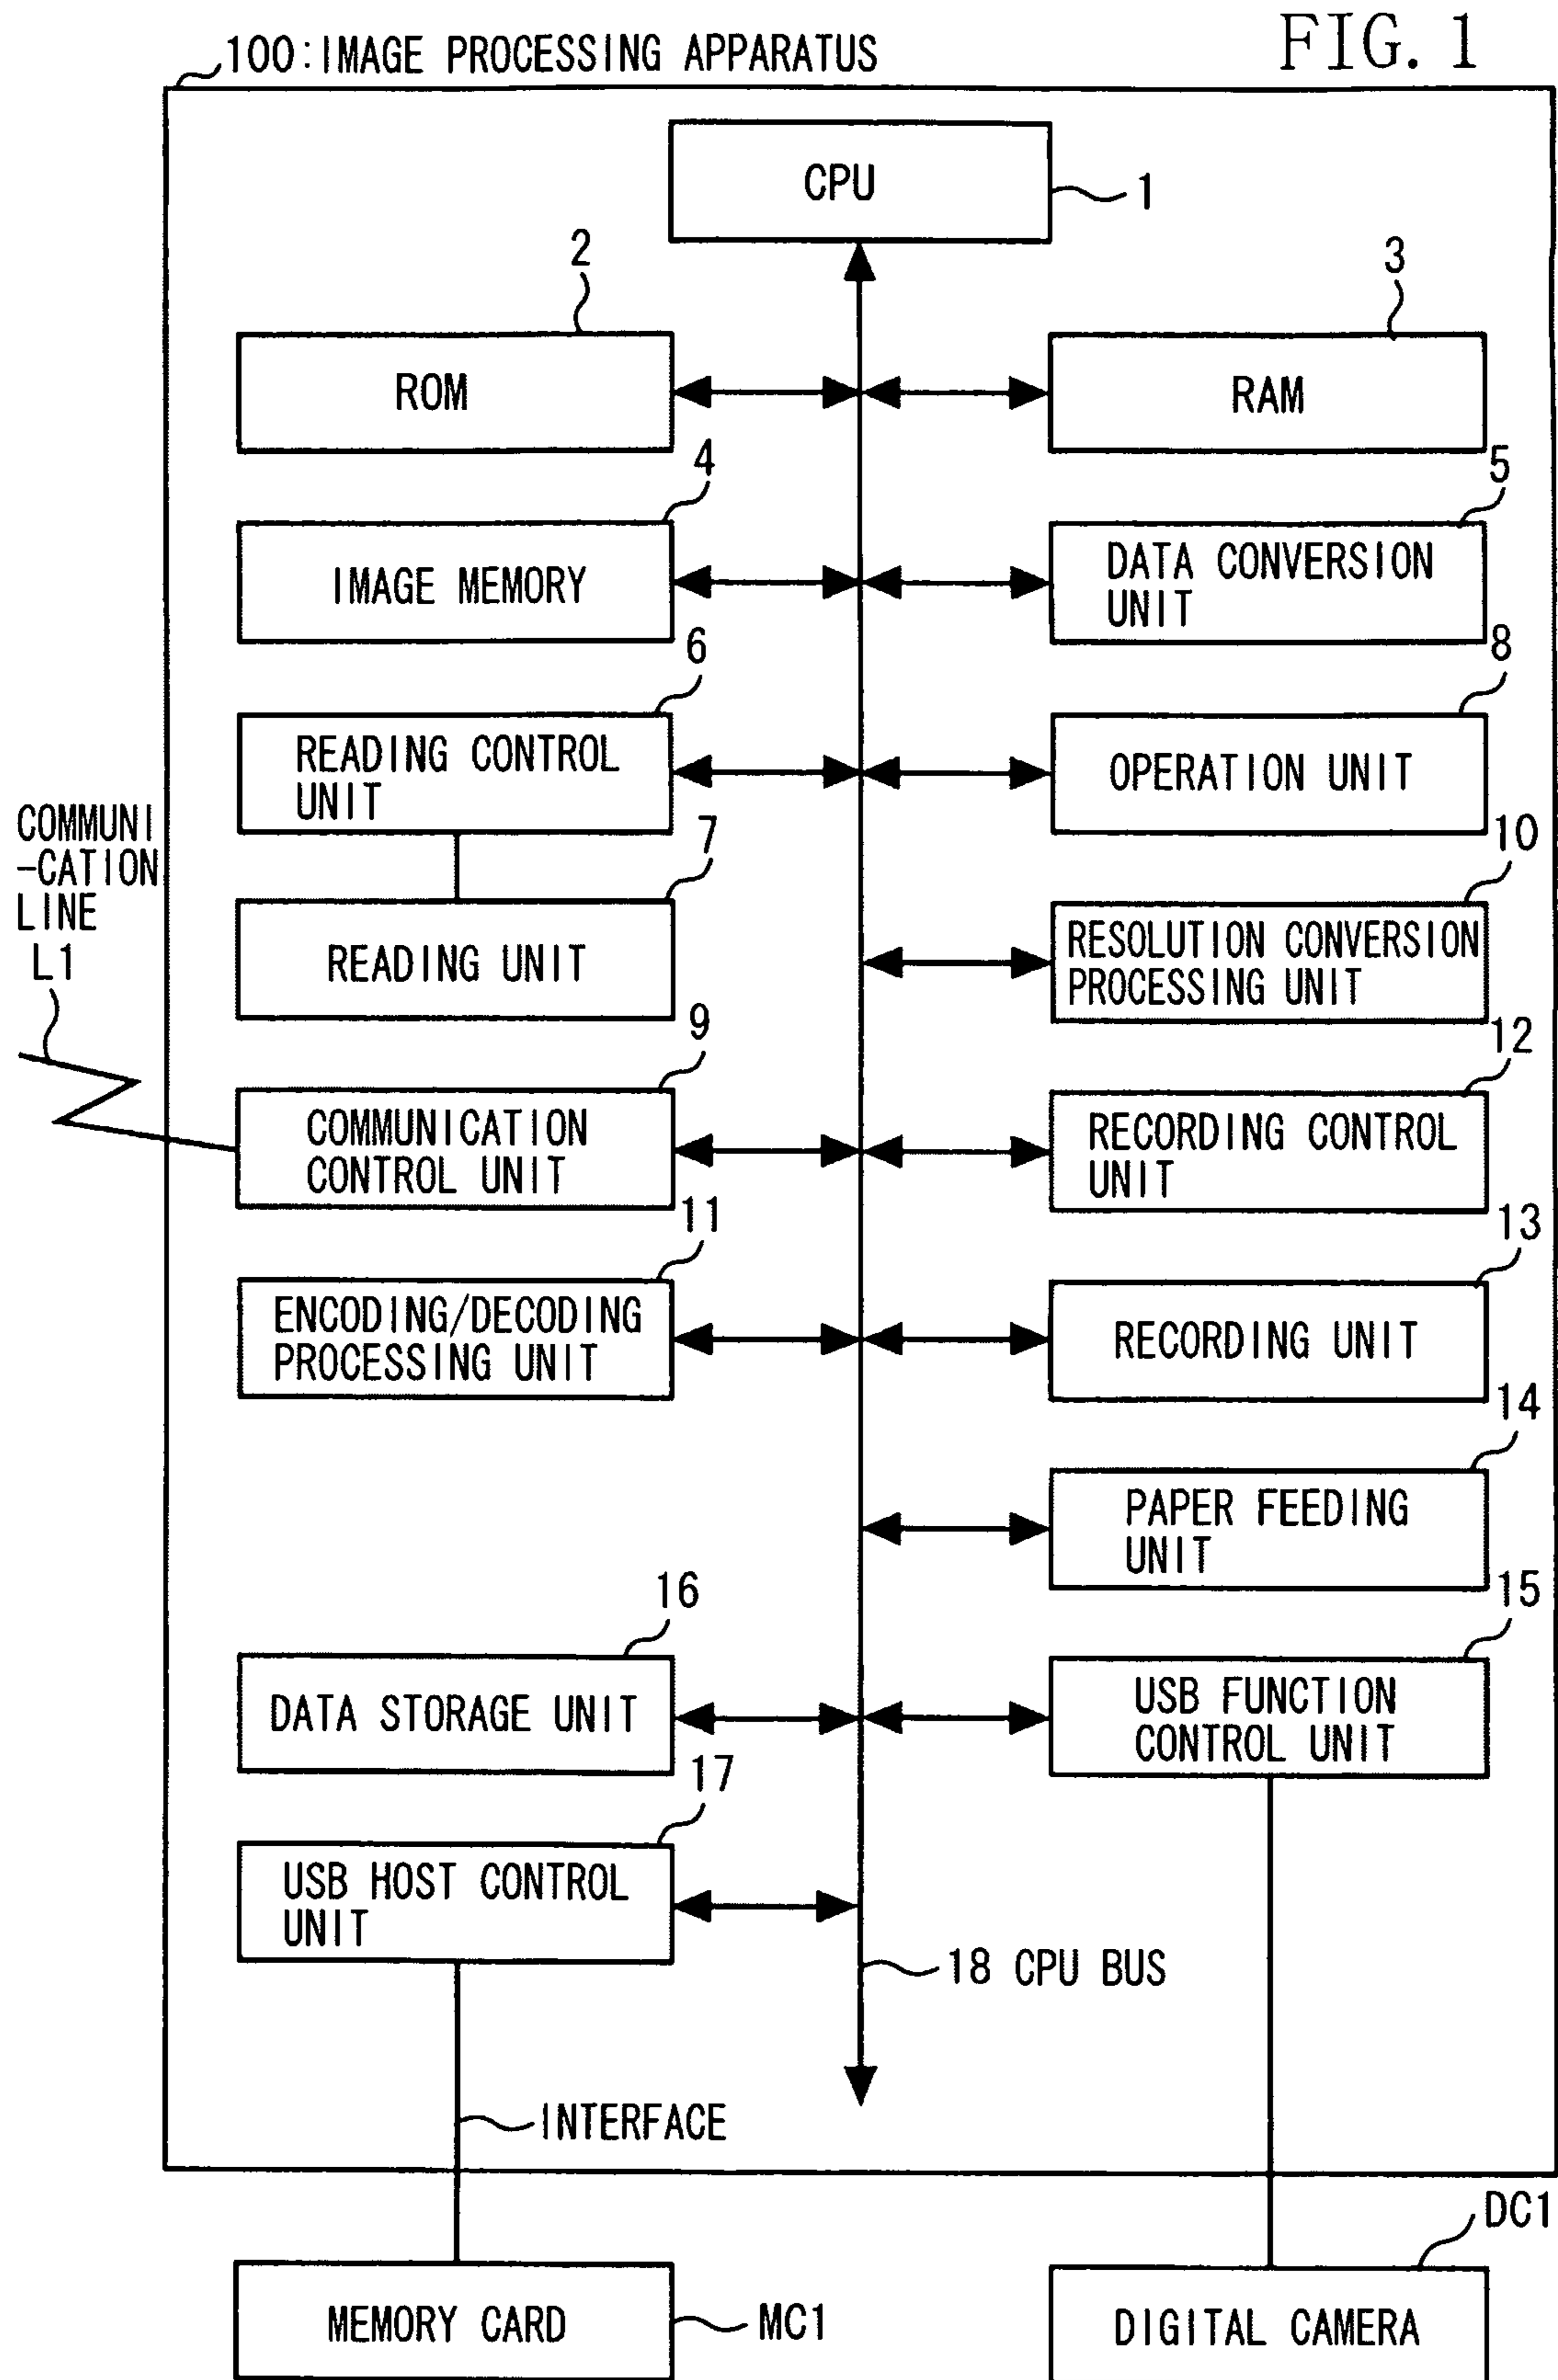 FIG. 1
100:IMAGE PROCESSING APPARATUS
CPU
1
2
3
ROM
RAM
4
5
IMAGE MEMORY
DATA CONVERSION
UNIT
6
8
READING CONTROL
UNIT
OPERATION UNIT
COMMUNI
-CATION
LINE
L1
7
10
READING UNIT
RESOLUTION CONVERSION
PROCESSING UNIT
9
12
COMMUNICATION
CONTROL UNIT
RECORDING CONTROL
UNIT
11
13
ENCODING/DECODING
PROCESSING UNIT
RECORDING UNIT
14
PAPER FEEDING
UNIT
16
15
DATA STORAGE UNIT
USB FUNCTION
CONTROL UNIT
17
USB HOST CONTROL
UNIT
18 CPU BUS
INTERFACE
DC1
MEMORY CARD
MC1
DIGITAL CAMERA